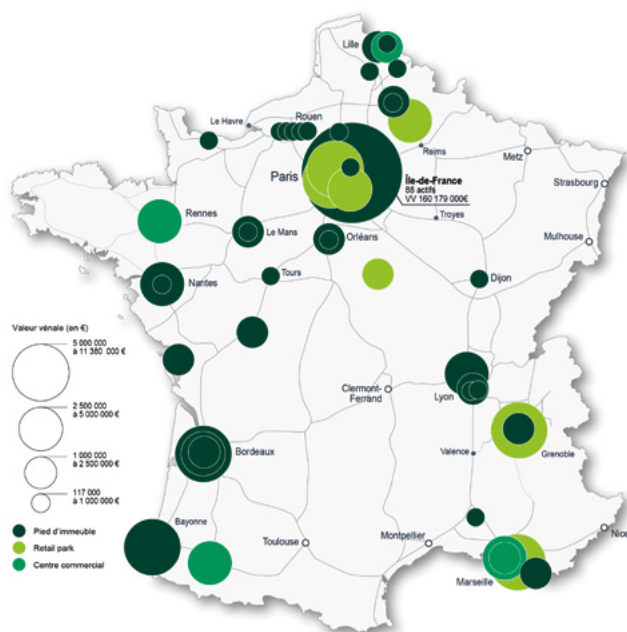 Lille
Le Havre
Rouen
Reims
Metz
Paris
Île-de-France
88 actifs
VV 160 179 000€
Strasbourg
Troyes
Rennes
Le Mans
Orléans
Mulhouse
Nantes
Tours
Dijon
Valeur vénale (en €)
5 000 000
à 11 380 000 €
2 500 000
à 5 000 000 €
1 000 000
à 2 500 000 €
117 000
à 1 000 000 €
Clermont-
Ferrand
Lyon
Bordeaux
Valence
Grenoble
Pied d'immeuble
Retail park
Centre commercial
Bayonne
Toulouse
Montpellier
Nice
Marseille